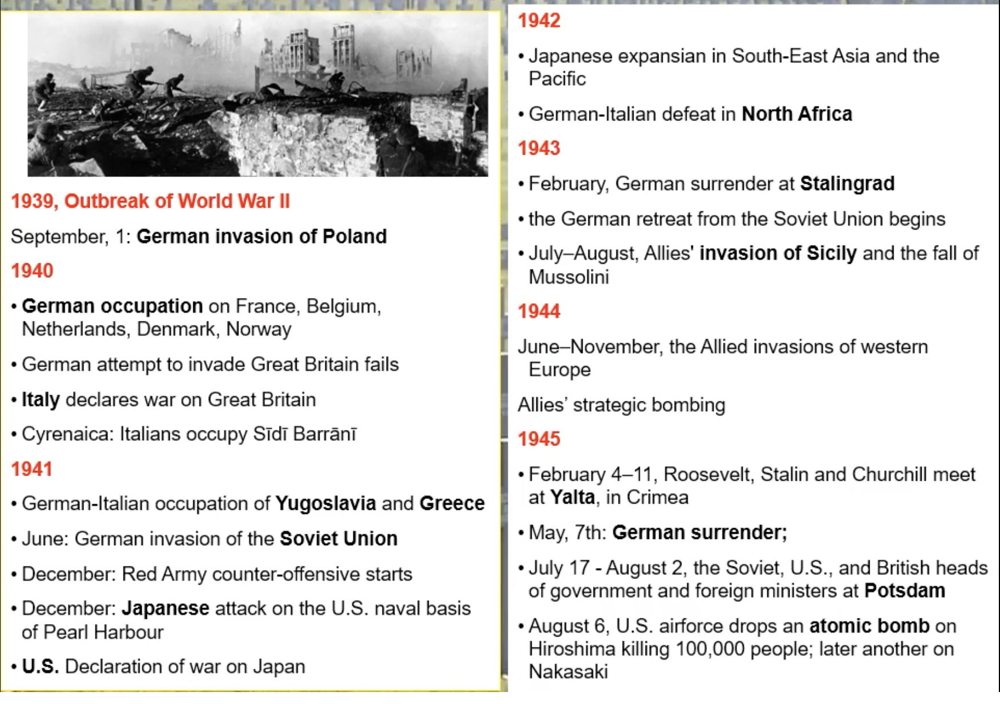 1939, Outbreak of World War II
September, 1: German invasion of Poland
1940
• German occupation on France, Belgium,
Netherlands, Denmark, Norway
• German attempt to invade Great Britain fails
• Italy declares war on Great Britain
• Cyrenaica: Italians occupy Sīdī Barrānī
1941
• German-Italian occupation of Yugoslavia and Greece
• June: German invasion of the Soviet Union
• December: Red Army counter-offensive starts
• December: Japanese attack on the U.S. naval basis
of Pearl Harbour
• U.S. Declaration of war on Japan
1942
• Japanese expansian in South-East Asia and the
Pacific
• German-Italian defeat in North Africa
1943
• February, German surrender at Stalingrad
• the German retreat from the Soviet Union begins
• July–August, Allies' invasion of Sicily and the fall of
Mussolini
1944
June–November, the Allied invasions of western
Europe
Allies’ strategic bombing
1945
• February 4–11, Roosevelt, Stalin and Churchill meet
at Yalta, in Crimea
• May, 7th: German surrender;
• July 17 - August 2, the Soviet, U.S., and British heads
of government and foreign ministers at Potsdam
• August 6, U.S. airforce drops an atomic bomb on
Hiroshima killing 100,000 people; later another on
Nakasaki